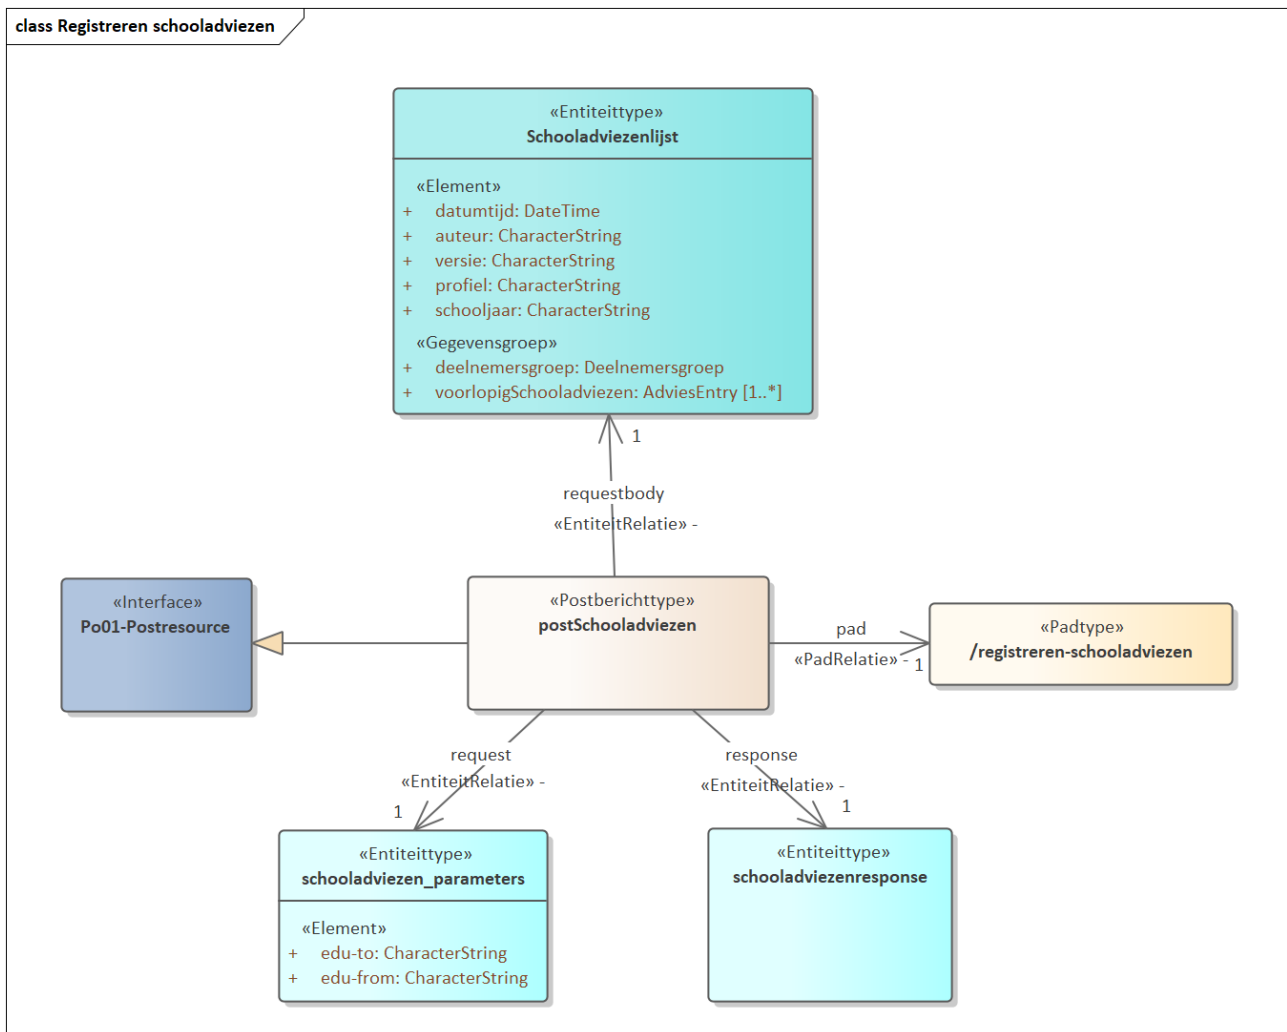 class Registreren schooladviezen
«Entiteittype»
Schooladviezenlijst
«Element»
+ datumtijd: DateTime
+ auteur: CharacterString
+ versie: CharacterString
+ profiel: CharacterString
+ schooljaar: CharacterString
«Gegevensgroep»
+ deelnemersgroep: Deelnemersgroep
+ voorlopigSchooladviezen: AdviesEntry [1..*]
1
requestbody
«EntiteitRelatie» -
«Interface»
Po01-Postresource
«Postberichttype»
postSchooladviezen
pad
«PadRelatie» -
1
«Padtype»
/registreren-schooladviezen
request
«EntiteitRelatie» -
1
response
«EntiteitRelatie» -
1
«Entiteittype»
schooladviezen_parameters
«Element»
+ edu-to: CharacterString
+ edu-from: CharacterString
«Entiteittype»
schooladviezenresponse